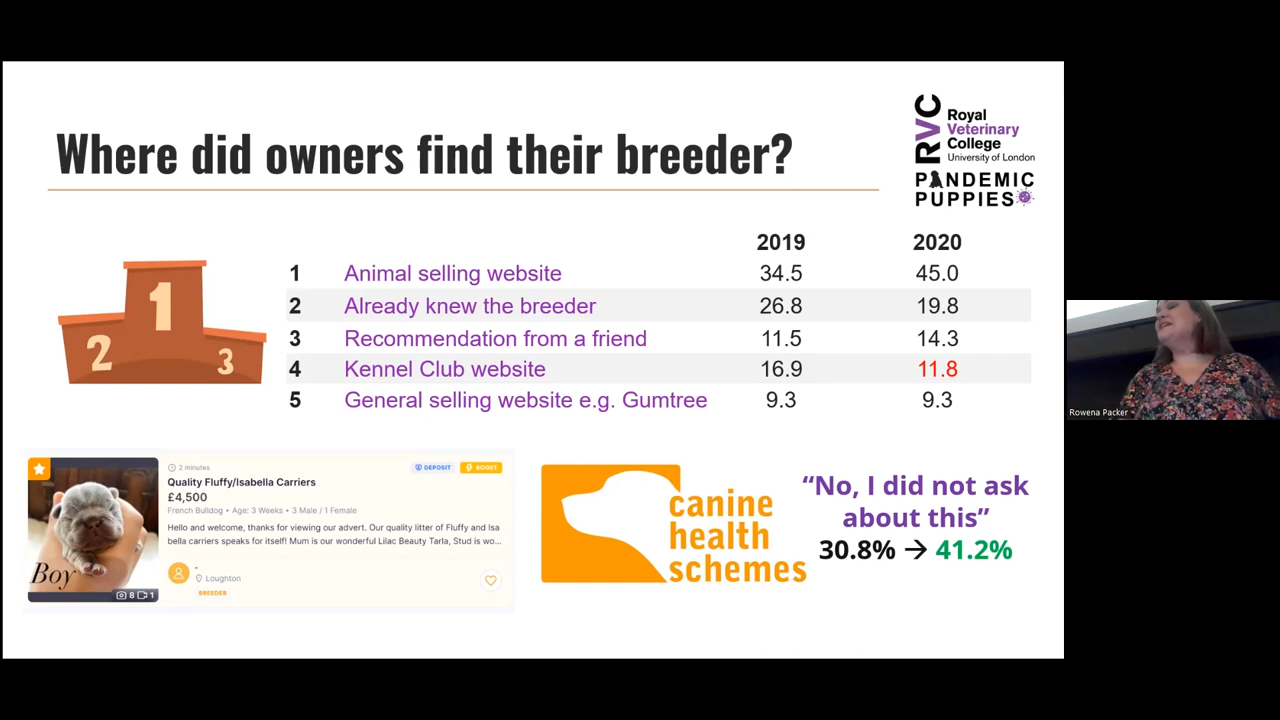 Where did owners find their breeder?
RVC
Royal
Veterinary
College
University of London
PANDEMIC
PUPPIES
2019 2020
1 Animal selling website 34.5 45.0
2 Already knew the breeder 26.8 19.8
3 Recommendation from a friend 11.5 14.3
4 Kennel Club website 16.9 11.8
5 General selling website e.g. Gumtree 9.3 9.3
1
2
3
2 minutes
DEPOSIT
BOOST
Quality Fluffy/Isabella Carriers
£4,500
French Bulldog • Age: 3 Weeks • 3 Male / 1 Female
Hello and welcome, thanks for viewing our advert. Our quality litter of Fluffy and Isa
bella carriers speaks for itself! Mum is our wonderful Lilac Beauty Tarla, Stud is wo...
-
Loughton
BREEDER
Boy
8 1
canine
health
schemes
“No, I did not ask
about this”
30.8% → 41.2%
Rowena Packer